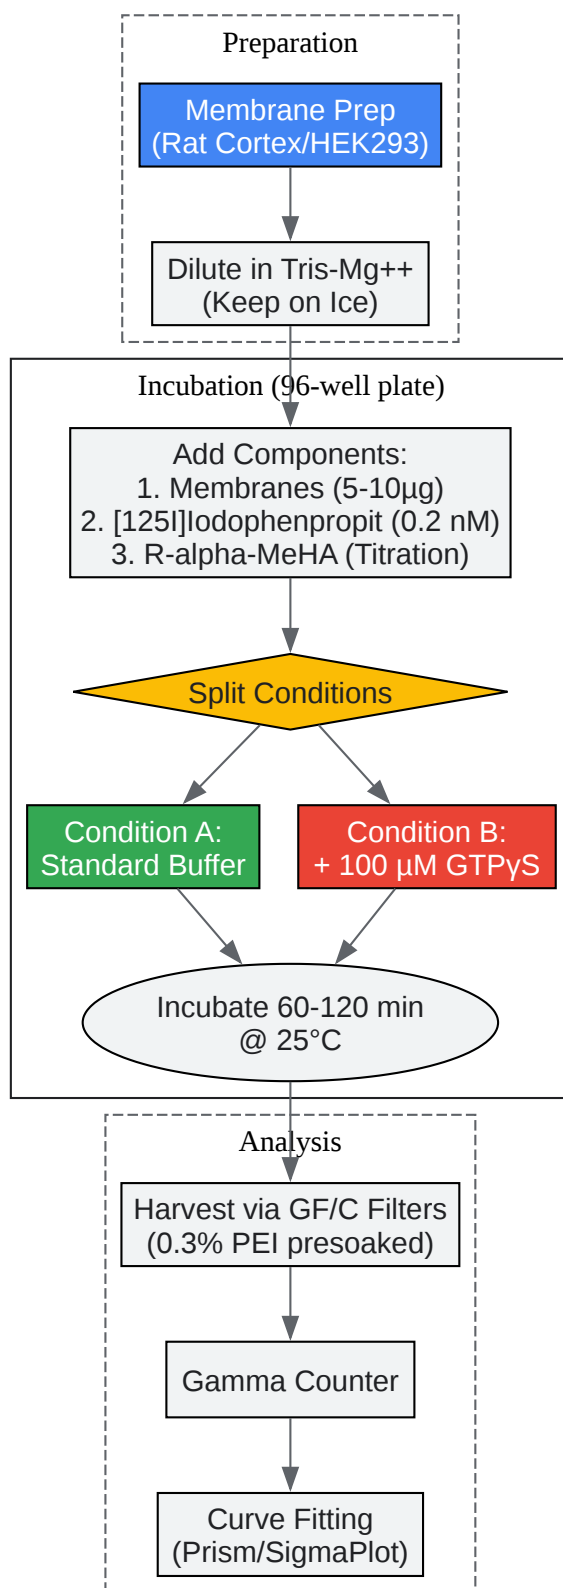 Preparation
Membrane Prep
(Rat Cortex/HEK293)
Dilute in Tris-Mg++
(Keep on Ice)
Incubation (96-well plate)
Add Components:
1. Membranes (5-10µg)
2. [125I]Iodophenpropit (0.2 nM)
3. R-alpha-MeHA (Titration)
Split Conditions
Condition A:
Standard Buffer
Condition B:
+ 100 µM GTPγS
Incubate 60-120 min
@ 25°C
Analysis
Harvest via GF/C Filters
(0.3% PEI presoaked)
Gamma Counter
Curve Fitting
(Prism/SigmaPlot)